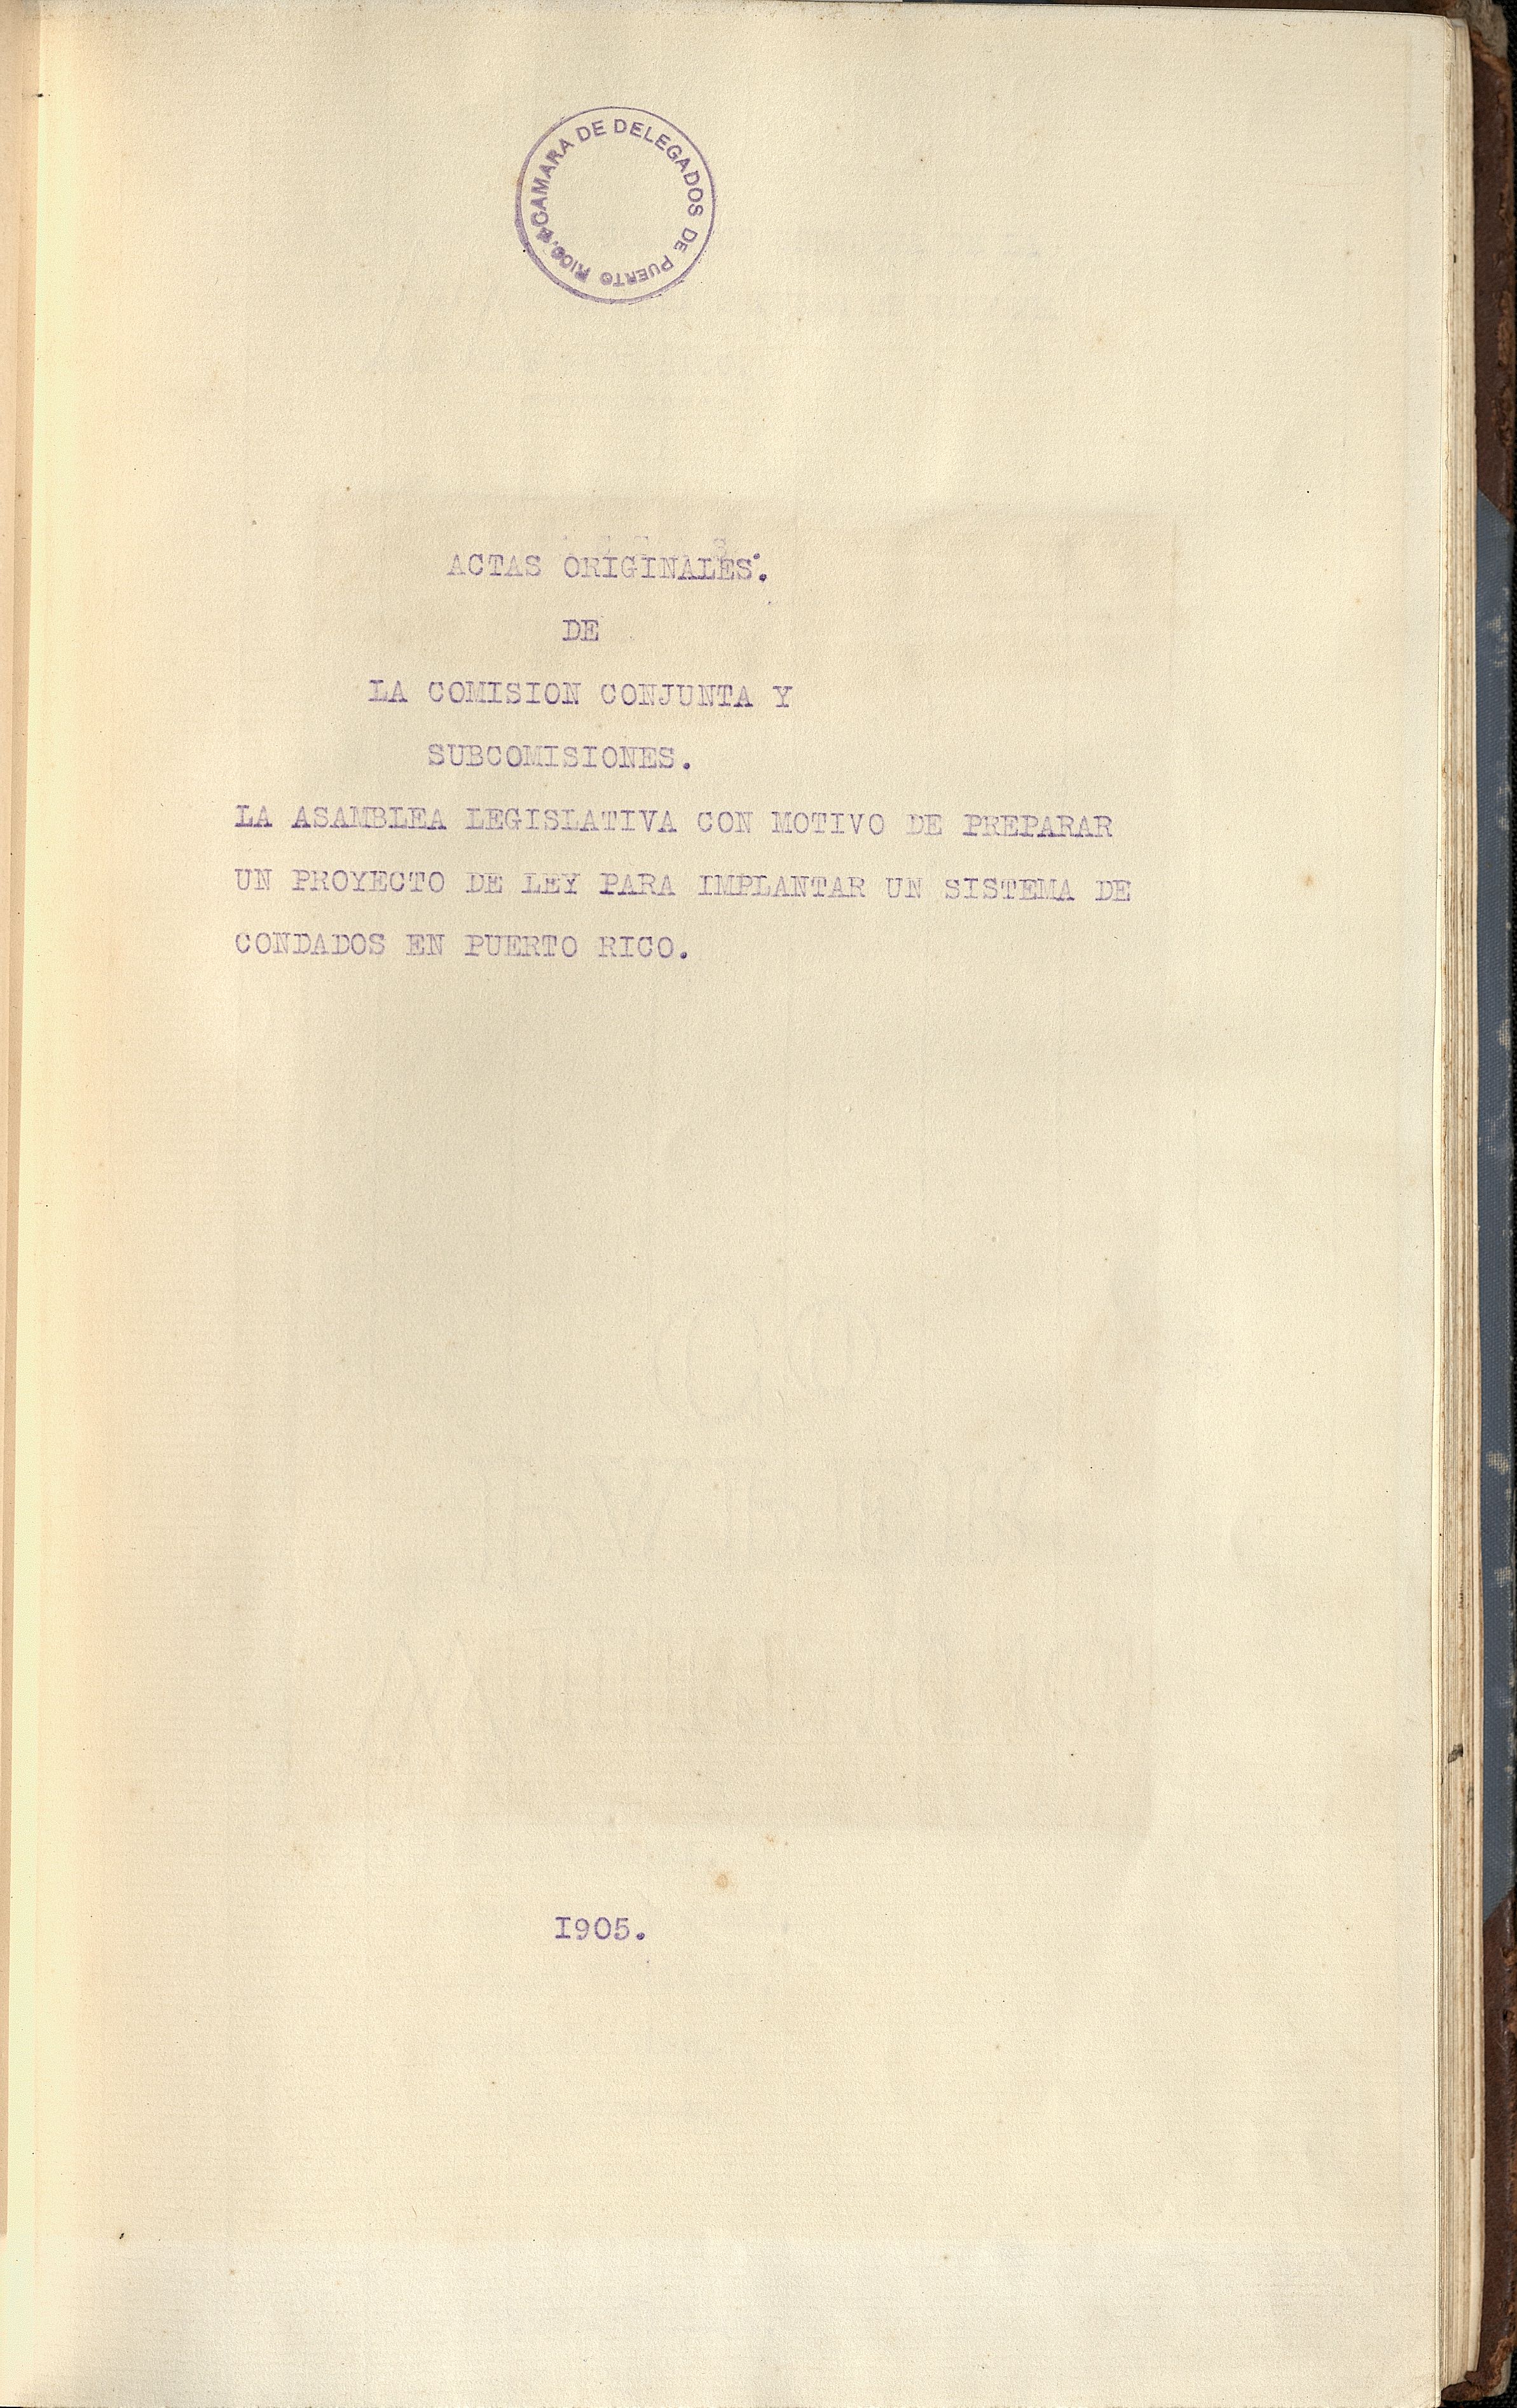 CAMARA DE DELEGADOS DE PUERTO RICO.
ACTAS ORIGINALES.
DE
LA COMISION CONJUNTA Y
SUBCOMISIONES.
LA ASAMBLEA LEGISLATIVA CON MOTIVO DE PREPARAR
UN PROYECTO DE LEY PARA IMPLANTAR UN SISTEMA DE
CONDADOS EN PUERTO RICO.
I905.